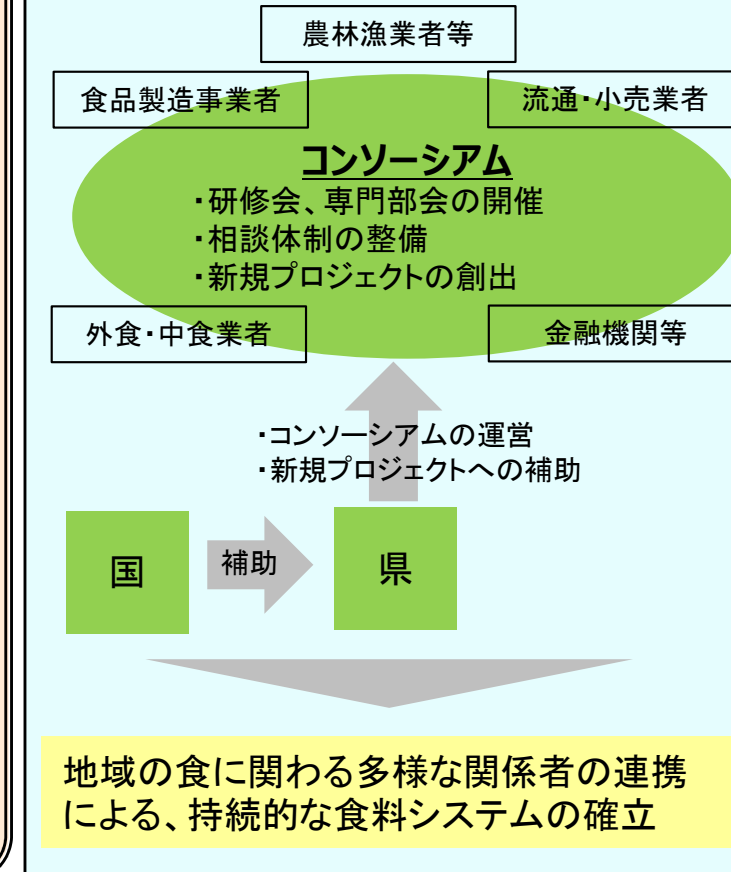 農林漁業者等
食品製造事業者
流通・小売業者
コンソーシアム
・研修会、専門部会の開催
・相談体制の整備
・新規プロジェクトの創出
外食・中食業者
金融機関等
・コンソーシアムの運営
・新規プロジェクトへの補助
国
補助
県
地域の食に関わる多様な関係者の連携
による、持続的な食料システムの確立